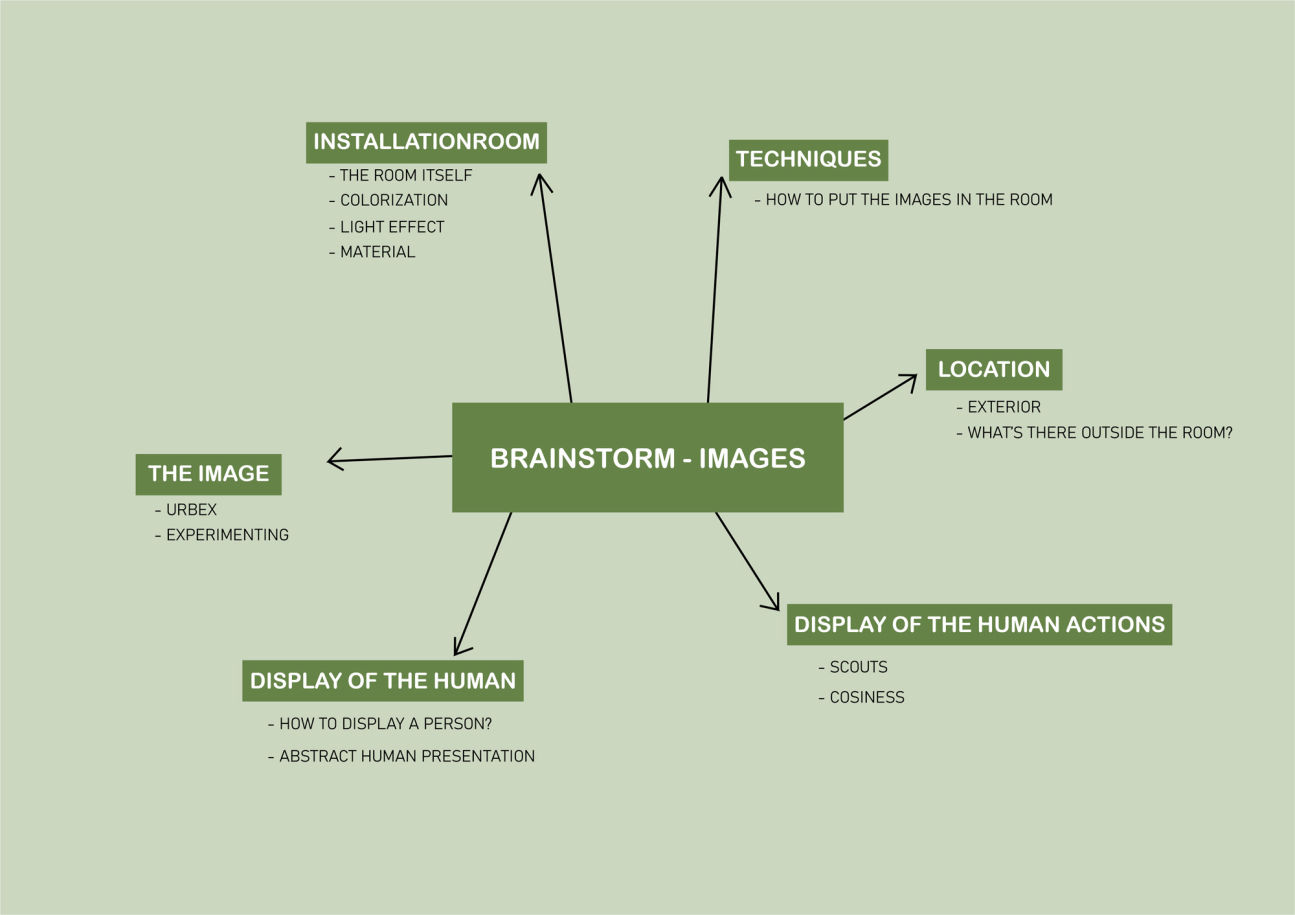 INSTALLATIONROOM
- THE ROOM ITSELF
- COLORIZATION
- LIGHT EFFECT
- MATERIAL
TECHNIQUES
- HOW TO PUT THE IMAGES IN THE ROOM
LOCATION
- EXTERIOR
- WHAT'S THERE OUTSIDE THE ROOM?
BRAINSTORM - IMAGES
THE IMAGE
- URBEX
- EXPERIMENTING
DISPLAY OF THE HUMAN ACTIONS
- SCOUTS
- COSINESS
DISPLAY OF THE HUMAN
- HOW TO DISPLAY A PERSON?
- ABSTRACT HUMAN PRESENTATION